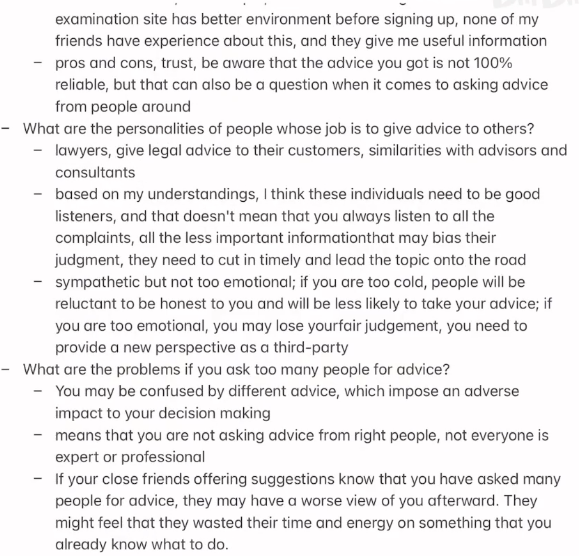 examination site has better environment before signing up, none of my
friends have experience about this, and they give me useful information
– pros and cons, trust, be aware that the advice you got is not 100%
reliable, but that can also be a question when it comes to asking advice
from people around
– What are the personalities of people whose job is to give advice to others?
– lawyers, give legal advice to their customers, similarities with advisors and
consultants
– based on my understandings, I think these individuals need to be good
listeners, and that doesn't mean that you always listen to all the
complaints, all the less important informationthat may bias their
judgment, they need to cut in timely and lead the topic onto the road
– sympathetic but not too emotional; if you are too cold, people will be
reluctant to be honest to you and will be less likely to take your advice; if
you are too emotional, you may lose yourfair judgement, you need to
provide a new perspective as a third-party
– What are the problems if you ask too many people for advice?
– You may be confused by different advice, which impose an adverse
impact to your decision making
– means that you are not asking advice from right people, not everyone is
expert or professional
– If your close friends offering suggestions know that you have asked many
people for advice, they may have a worse view of you afterward. They
might feel that they wasted their time and energy on something that you
already know what to do.